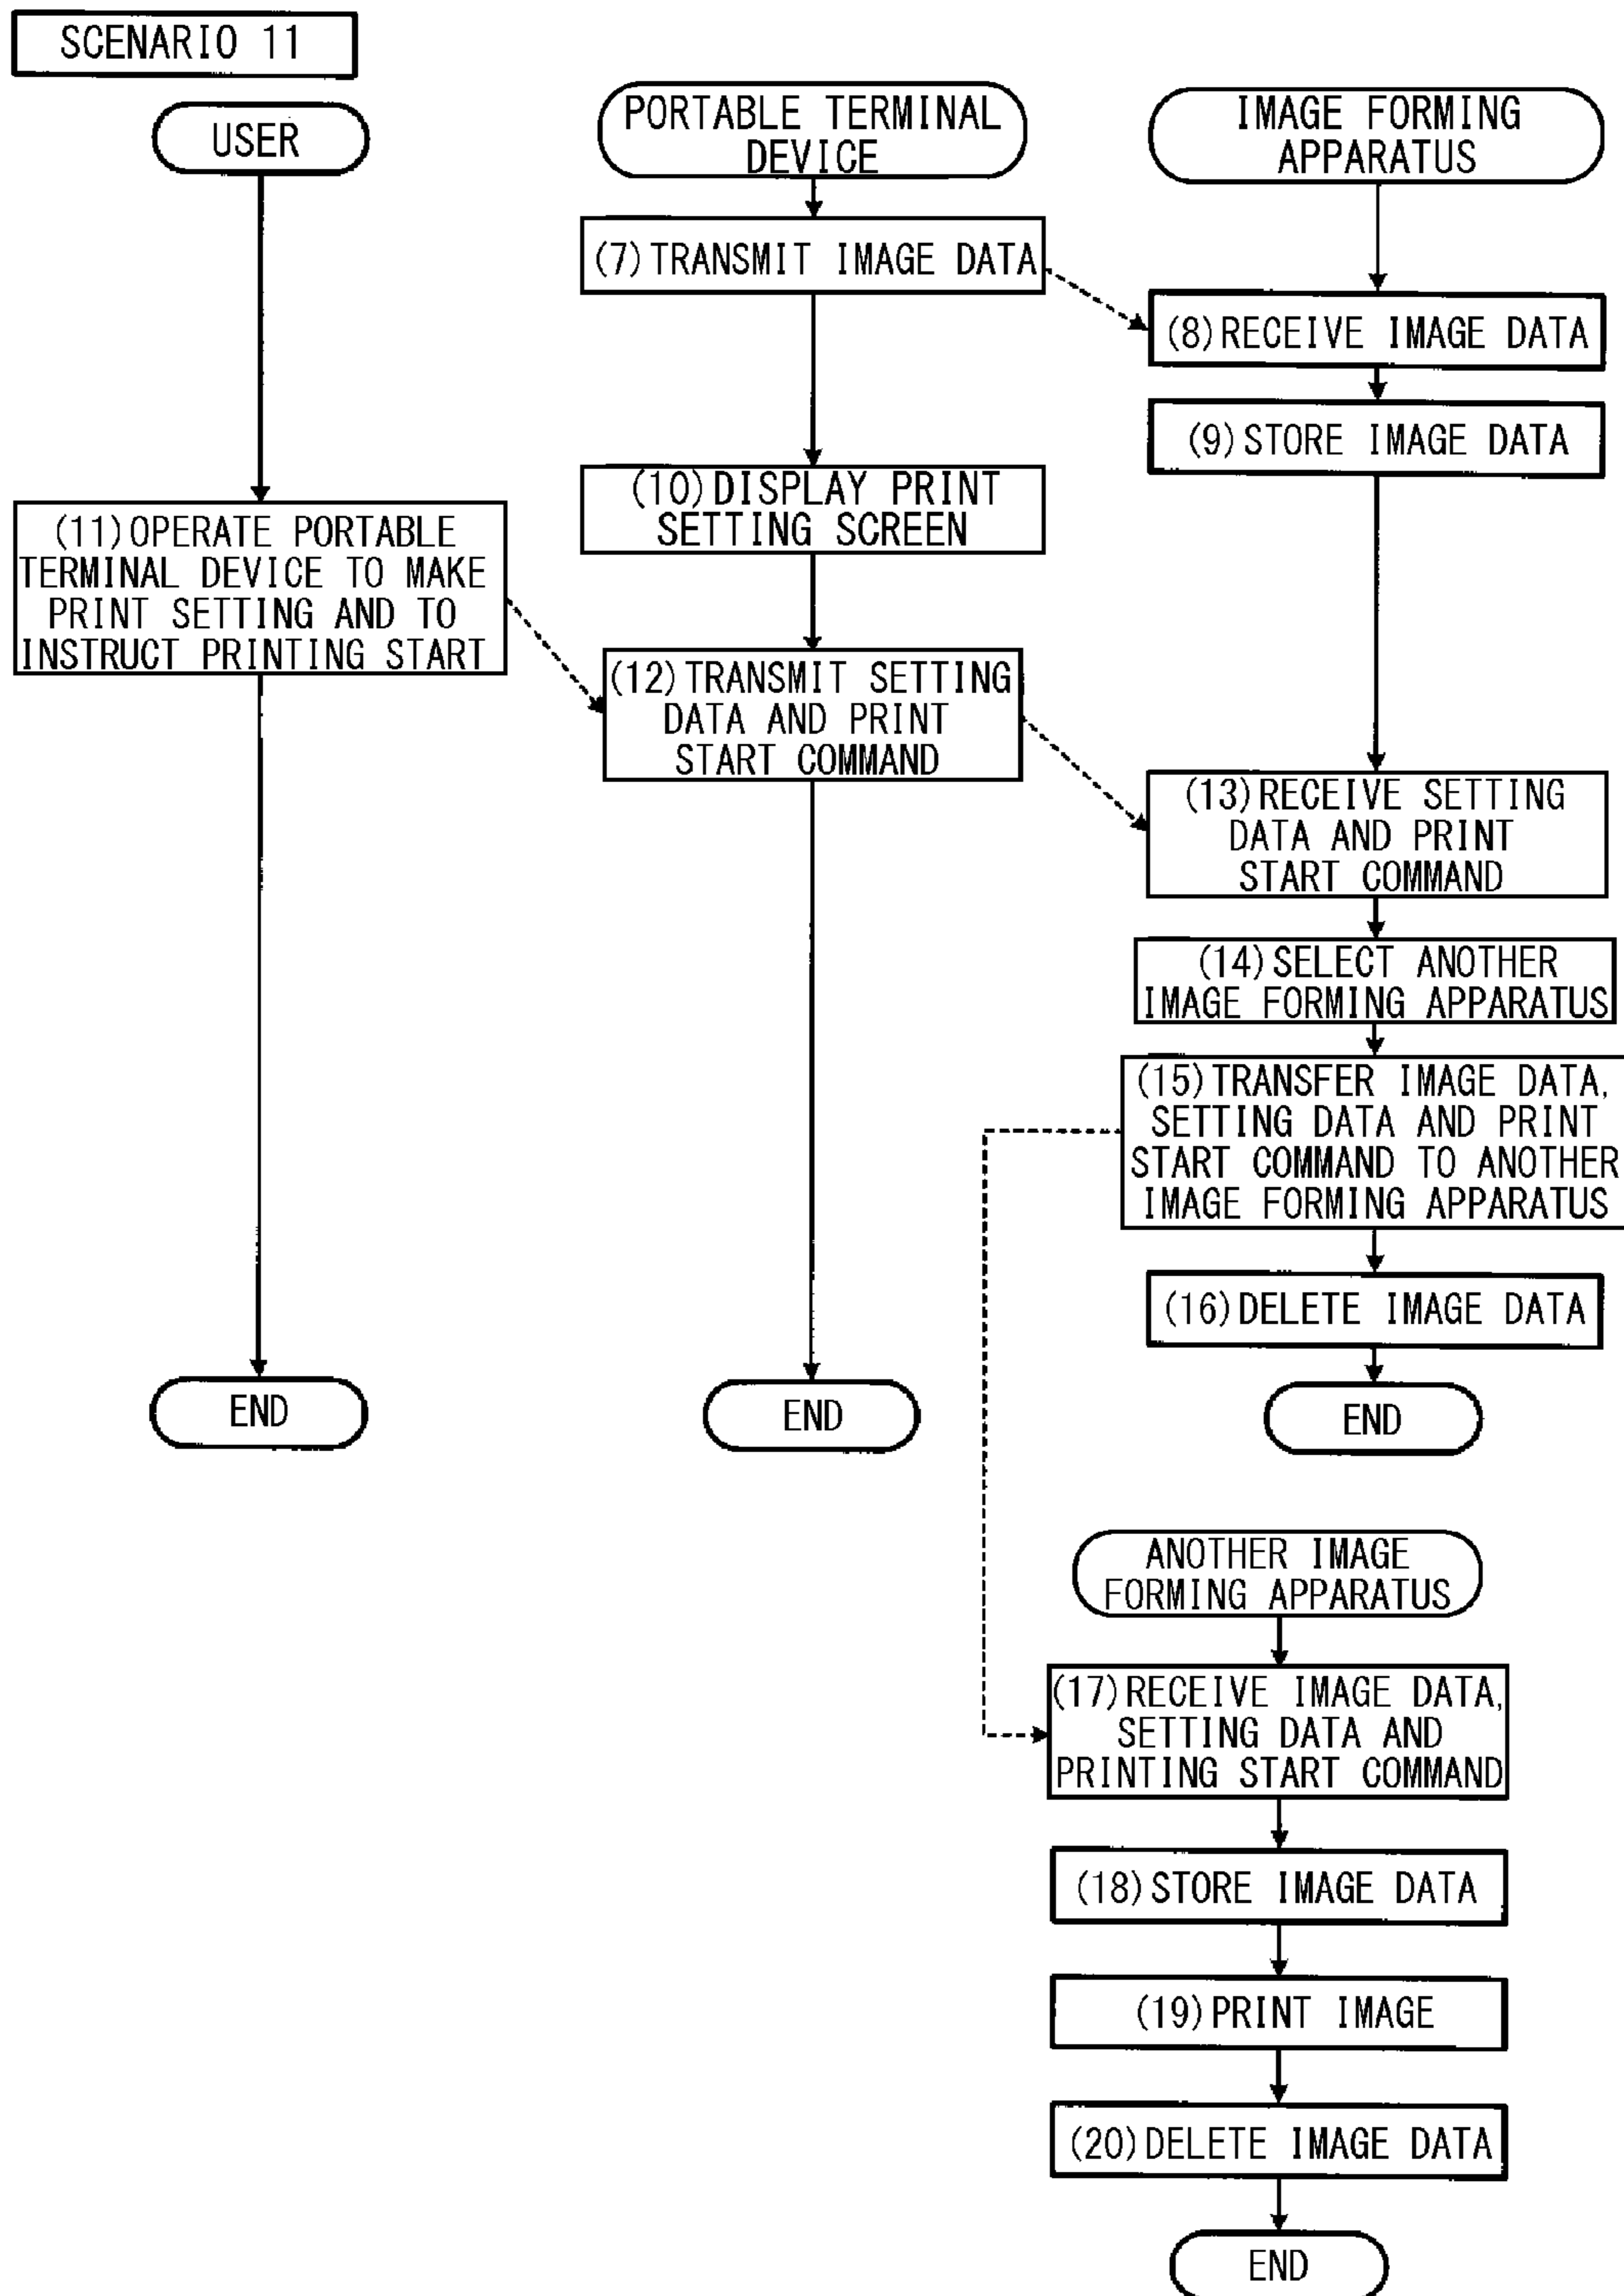 SCENARIO 11
USER
PORTABLE TERMINAL
DEVICE
IMAGE FORMING
APPARATUS
(7)TRANSMIT IMAGE DATA
(8)RECEIVE IMAGE DATA
(9)STORE IMAGE DATA
(10)DISPLAY PRINT
SETTING SCREEN
(11)OPERATE PORTABLE
TERMINAL DEVICE TO MAKE
PRINT SETTING AND TO
INSTRUCT PRINTING START
(12)TRANSMIT SETTING
DATA AND PRINT
START COMMAND
(13)RECEIVE SETTING
DATA AND PRINT
START COMMAND
(14)SELECT ANOTHER
IMAGE FORMING APPARATUS
(15)TRANSFER IMAGE DATA,
SETTING DATA AND PRINT
START COMMAND TO ANOTHER
IMAGE FORMING APPARATUS
(16)DELETE IMAGE DATA
END
END
END
ANOTHER IMAGE
FORMING APPARATUS
(17)RECEIVE IMAGE DATA,
SETTING DATA AND
PRINTING START COMMAND
(18)STORE IMAGE DATA
(19)PRINT IMAGE
(20)DELETE IMAGE DATA
END